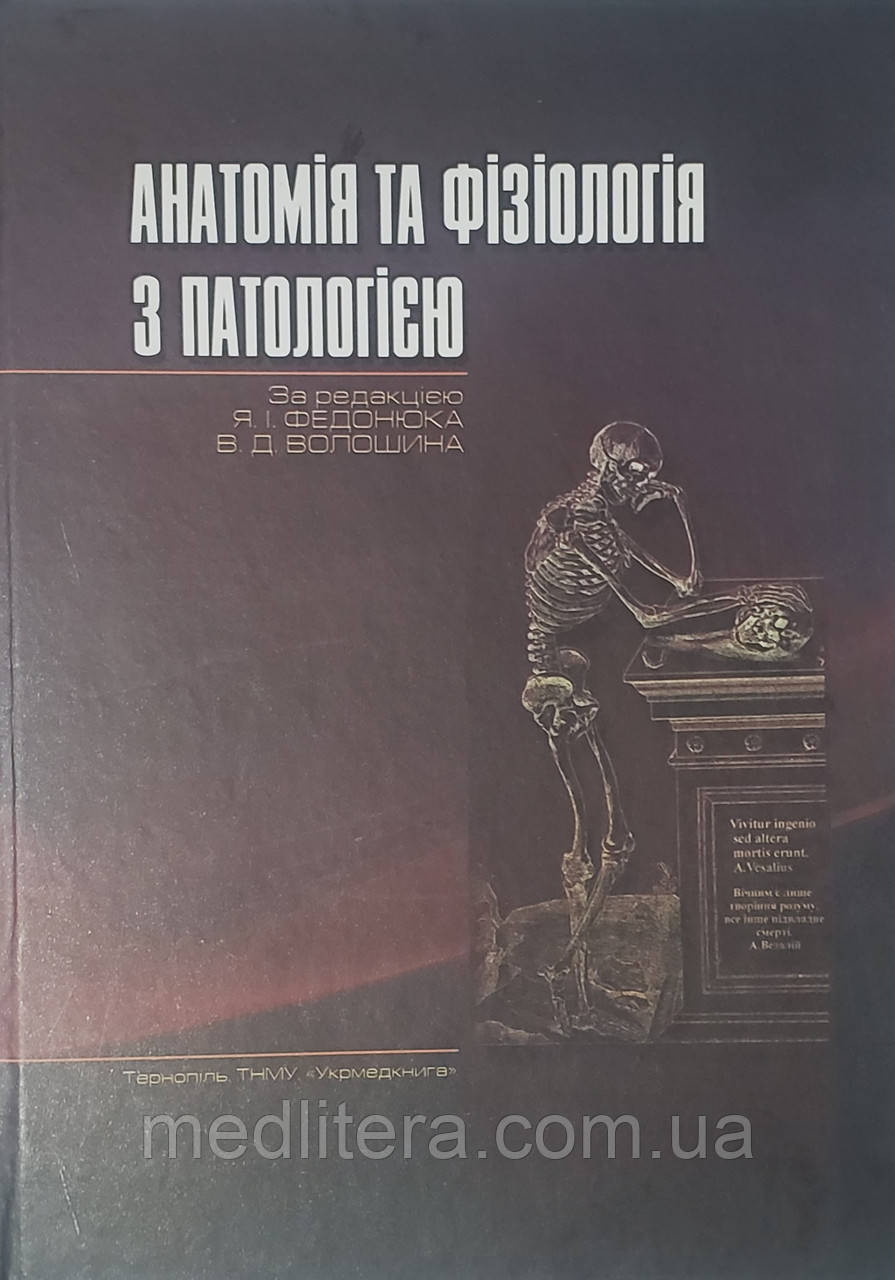 АНАТОМІЯ ТА ФІЗІОЛОГІЯ
З ПАТОЛОГІЄЮ
За редакцією
Я. І. ФЕДОНЮКА
В. Д. ВОЛОШИНА
Vivitur ingenio
sed altera
mortis erunt.
A.Vesalius
Вічним є лише
творіння розуму,
все інше підвладне
смерті.
А.Везалій
Тернопіль, ТНМУ, «Укрмедкнига»
medlitera.com.ua